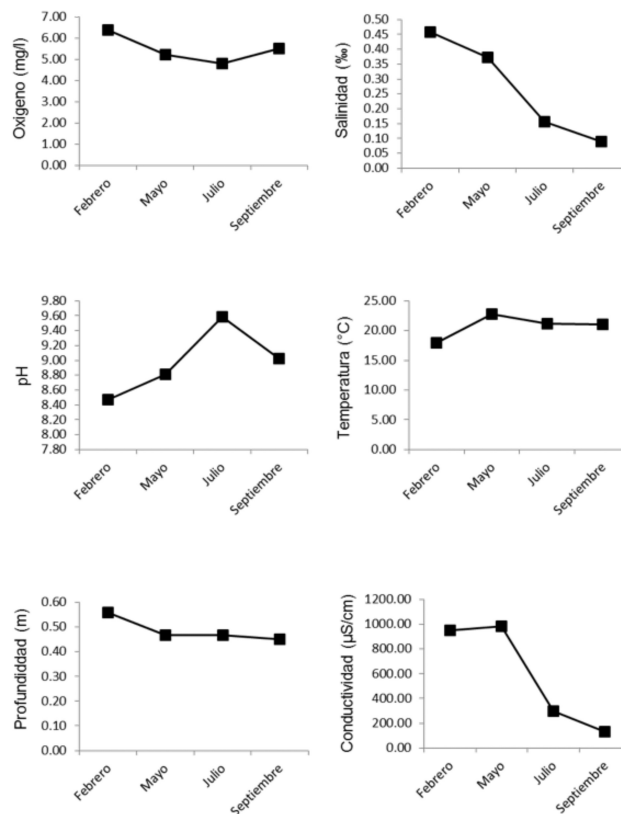 Oxigeno (mg/l)
7.00
6.00
5.00
4.00
3.00
2.00
1.00
0.00
Febrero
Mayo
Julio
Septiembre
Salinidad (‰)
0.50
0.45
0.40
0.35
0.30
0.25
0.20
0.15
0.10
0.05
0.00
Febrero
Mayo
Julio
Septiembre
pH
9.80
9.60
9.40
9.20
9.00
8.80
8.60
8.40
8.20
8.00
7.80
Febrero
Mayo
Julio
Septiembre
Temperatura (°C)
25.00
20.00
15.00
10.00
5.00
0.00
Febrero
Mayo
Julio
Septiembre
Profundiddad (m)
0.60
0.50
0.40
0.30
0.20
0.10
0.00
Febrero
Mayo
Julio
Septiembre
Conductividad (µS/cm)
1200.00
1000.00
800.00
600.00
400.00
200.00
0.00
Febrero
Mayo
Julio
Septiembre